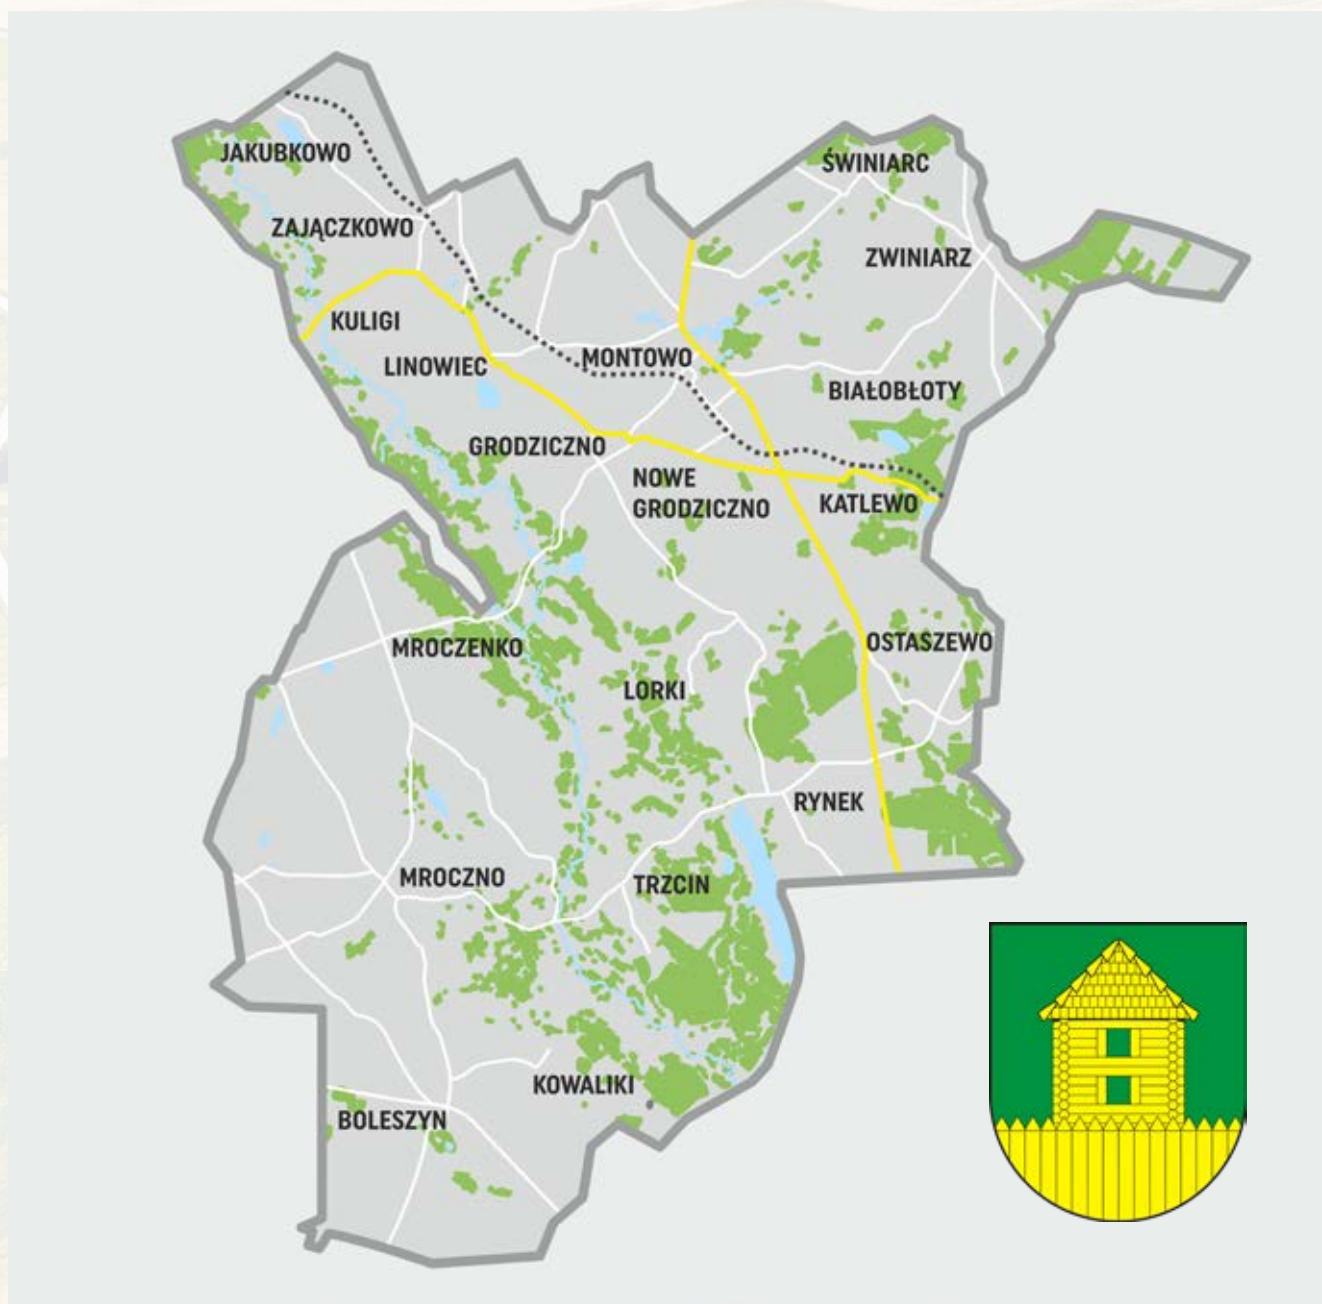 JAKUBKOWO
ŚWINIARC
ZAJĄCZKOWO
ZWINIARZ
KULIGI
LINOWIEC
MONTOWO
BIAŁOBŁOTY
GRODZICZNO
NOWE
GRODZICZNO
KATLEWO
MROCZENKO
OSTASZEWO
LORKI
RYNEK
MROCZNO
TRZCIN
KOWALIKI
BOLESZYN